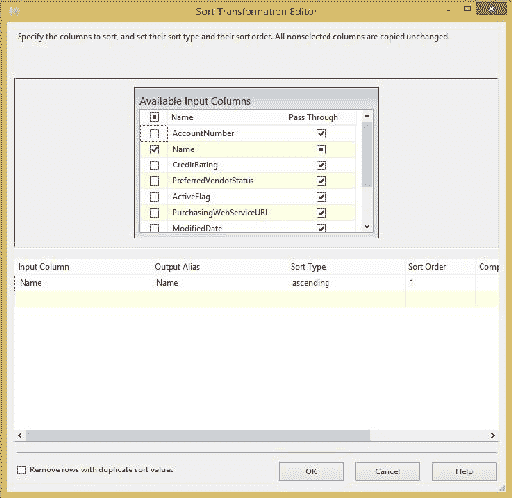 Sort Transformation Editor
Specify the columns to sort, and set their sort type and their sort order. All nonselected columns are copied unchanged.
Available Input Columns
Name Pass Through
AccountNumber
Name
CreditRating
PreferredVendorStatus
ActiveFlag
PurchasingWebServiceURL
ModifiedDate
Input Column Output Alias Sort Type Sort Order Comp
Name Name ascending 1
Remove rows with duplicate sort values
OK Cancel Help